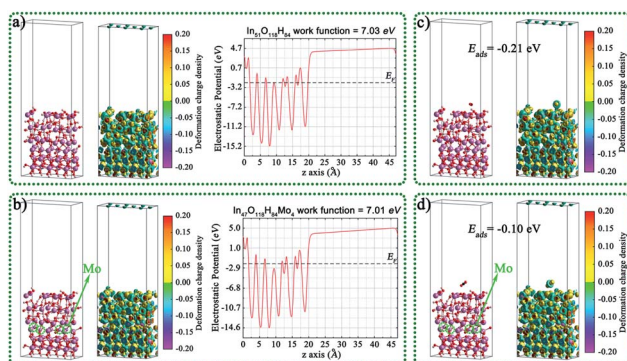 a)
0.20
0.15
0.10
0.05
0.00
-0.05
-0.10
-0.15
-0.20
Deformation charge density
In₅₁O₁₁₈H₈₄ work function = 7.03 eV
Electrostatic Potential (eV)
4.7
0.7
-3.2
-7.2
-11.2
-15.2
E_F
0 5 10 15 20 25 30 35 40 45
z axis (Å)
c)
E_ads = -0.21 eV
0.20
0.15
0.10
0.05
0.00
-0.05
-0.10
-0.15
-0.20
Deformation charge density
b)
Mo
0.20
0.15
0.10
0.05
0.00
-0.05
-0.10
-0.15
-0.20
Deformation charge density
In₄₇O₁₁₈H₈₄Mo₄ work function = 7.01 eV
Electrostatic Potential (eV)
5.0
1.0
-2.9
-6.8
-10.7
-14.6
E_F
0 5 10 15 20 25 30 35 40 45
z axis (Å)
d)
E_ads = -0.10 eV
Mo
0.20
0.15
0.10
0.05
0.00
-0.05
-0.10
-0.15
-0.20
Deformation charge density